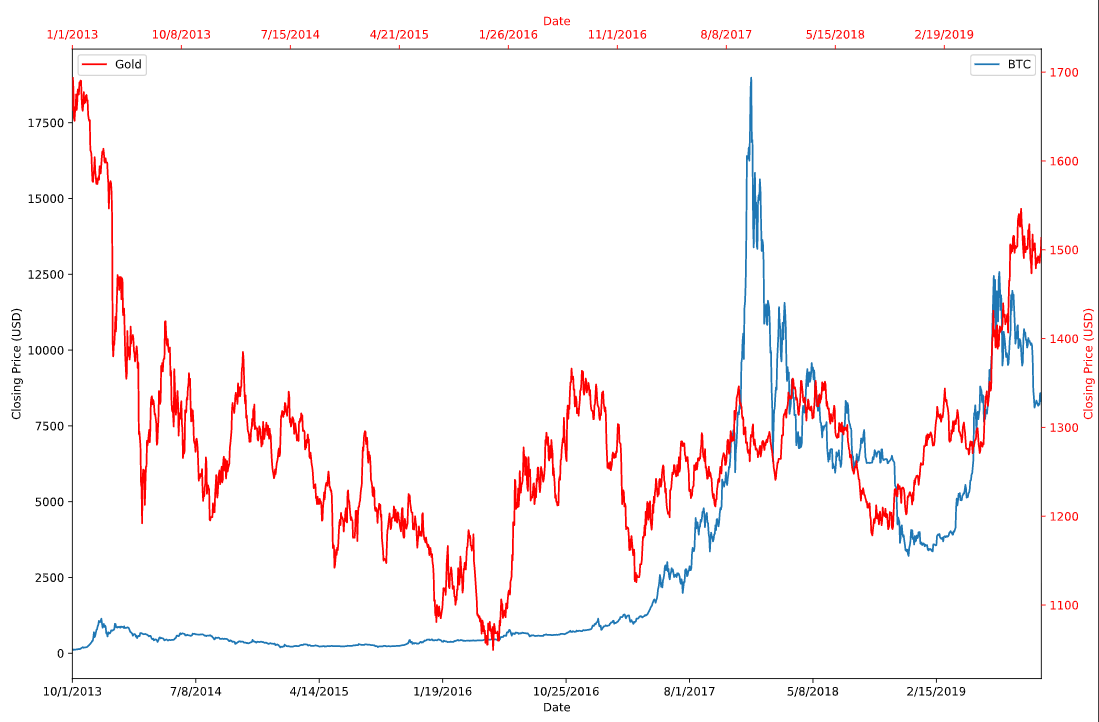 Date
1/1/2013 10/8/2013 7/15/2014 4/21/2015 1/26/2016 11/1/2016 8/8/2017 5/15/2018 2/19/2019
Gold
BTC
Closing Price (USD)
17500
15000
12500
10000
7500
5000
2500
0
1700
1600
1500
1400
1300
1200
1100
Closing Price (USD)
10/1/2013 7/8/2014 4/14/2015 1/19/2016 10/25/2016 8/1/2017 5/8/2018 2/15/2019
Date